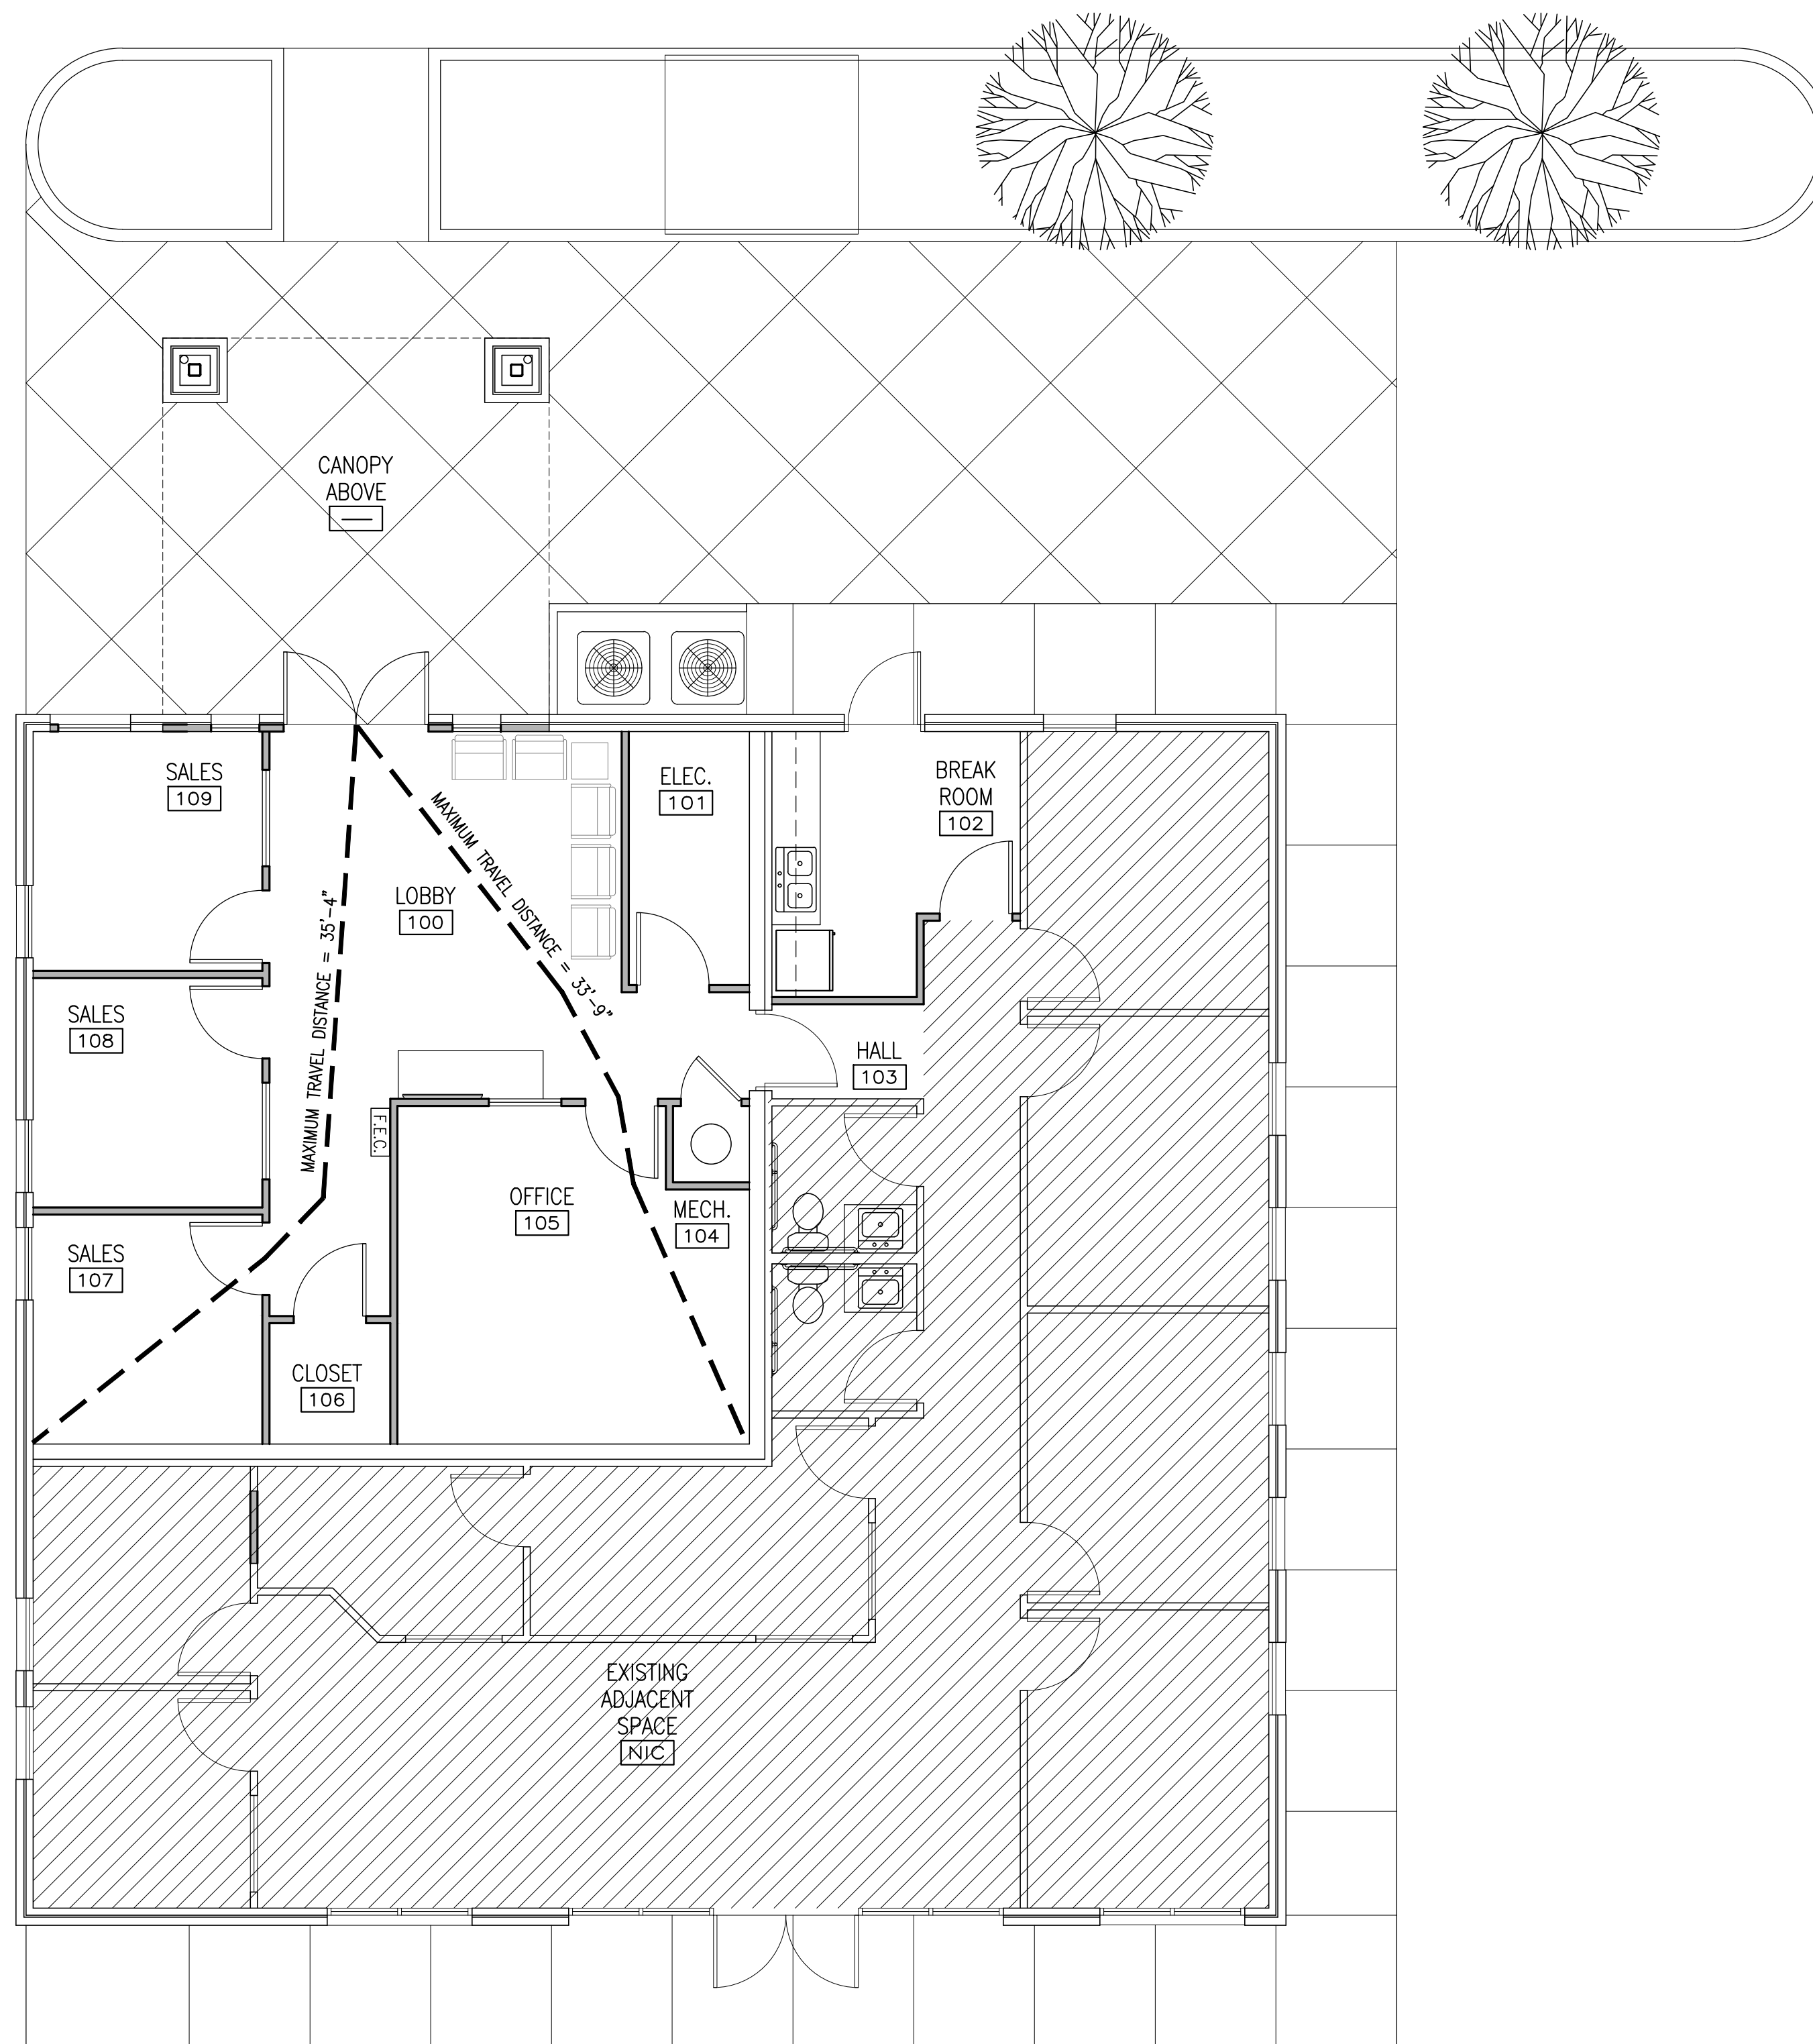 CANOPY
ABOVE
—
SALES
109
ELEC.
101
BREAK
ROOM
102
LOBBY
100
MAXIMUM TRAVEL DISTANCE = 35'-4"
MAXIMUM TRAVEL DISTANCE = 33'-9"
SALES
108
HALL
103
F.E.C.
OFFICE
105
MECH.
104
SALES
107
CLOSET
106
EXISTING
ADJACENT
SPACE
NIC